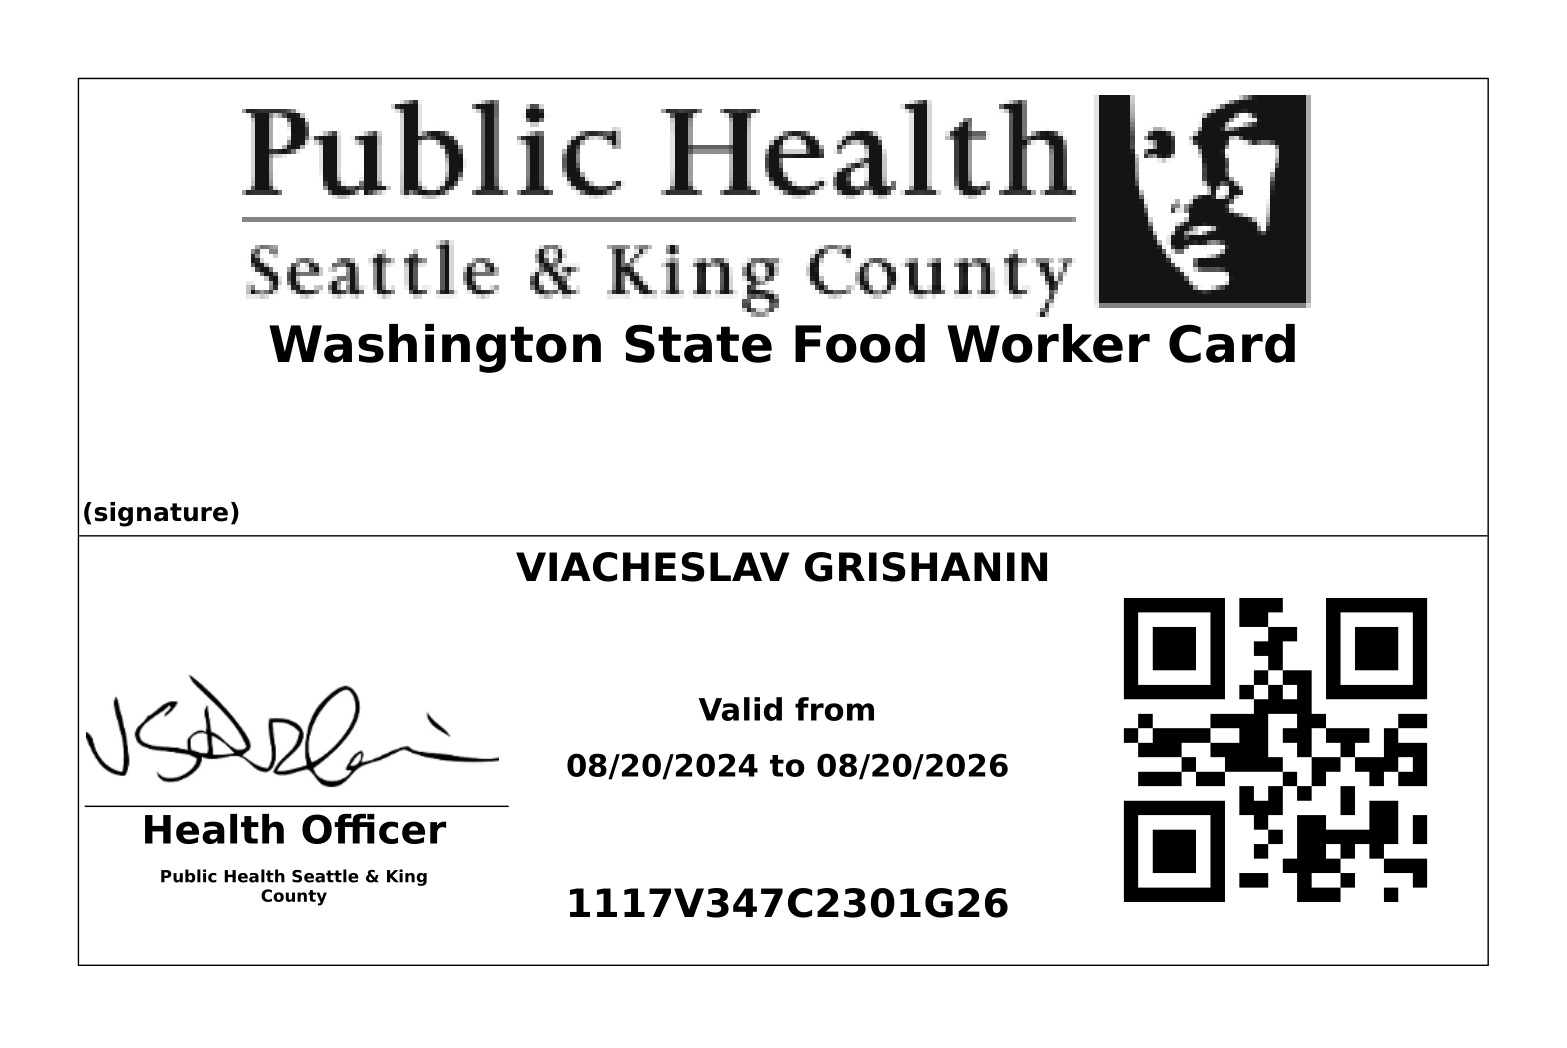 Public Health
Seattle & King County
Washington State Food Worker Card
(signature)
VIACHESLAV GRISHANIN
Valid from
08/20/2024 to 08/20/2026
Health Officer
Public Health Seattle & King
County
1117V347C2301G26